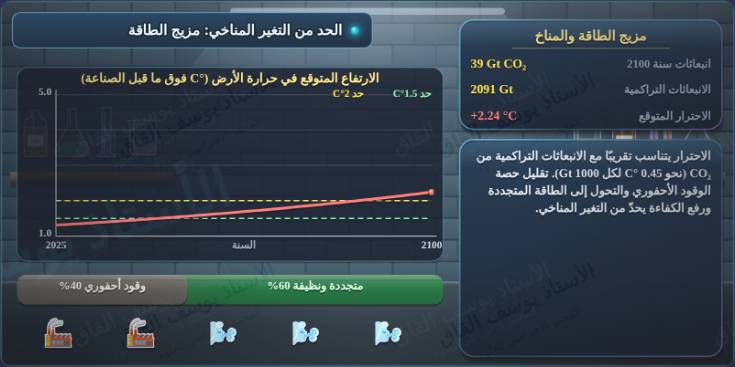 الحد من التغير المناخي: مزيج الطاقة
مزيج الطاقة والمناخ
انبعاثات سنة 2100 39 Gt CO₂
الانبعاثات التراكمية 2091 Gt
الاحترار المتوقع +2.24 °C
الاحترار يتناسب تقريبًا مع الانبعاثات التراكمية من
CO₂ (نحو 0.45 °C لكل 1000 Gt). تقليل حصة
الوقود الأحفوري والتحول إلى الطاقة المتجددة
ورفع الكفاءة يحدّ من التغير المناخي.
الارتفاع المتوقع في حرارة الأرض (°C فوق ما قبل الصناعة)
حد 1.5°C حد 2°C
5.0
1.0
2025 السنة 2100
متجددة ونظيفة 60% وقود أحفوري 40%
الأستاذ يوسف